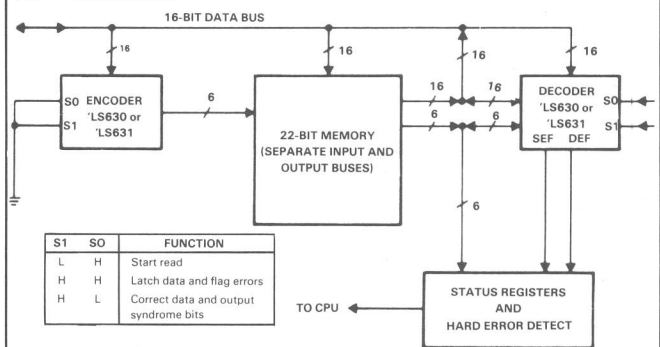 16-BIT DATA BUS
16
16
16
16
S0
S1
ENCODER
'LS630 or
'LS631
6
22-BIT MEMORY
(SEPARATE INPUT AND
OUTPUT BUSES)
16
16
6
6
DECODER
'LS630 or
'LS631
SEF DEF
S0
S1
6
S1 SO FUNCTION
L H Start read
H H Latch data and flag errors
H L Correct data and output
syndrome bits
TO CPU
STATUS REGISTERS
AND
HARD ERROR DETECT